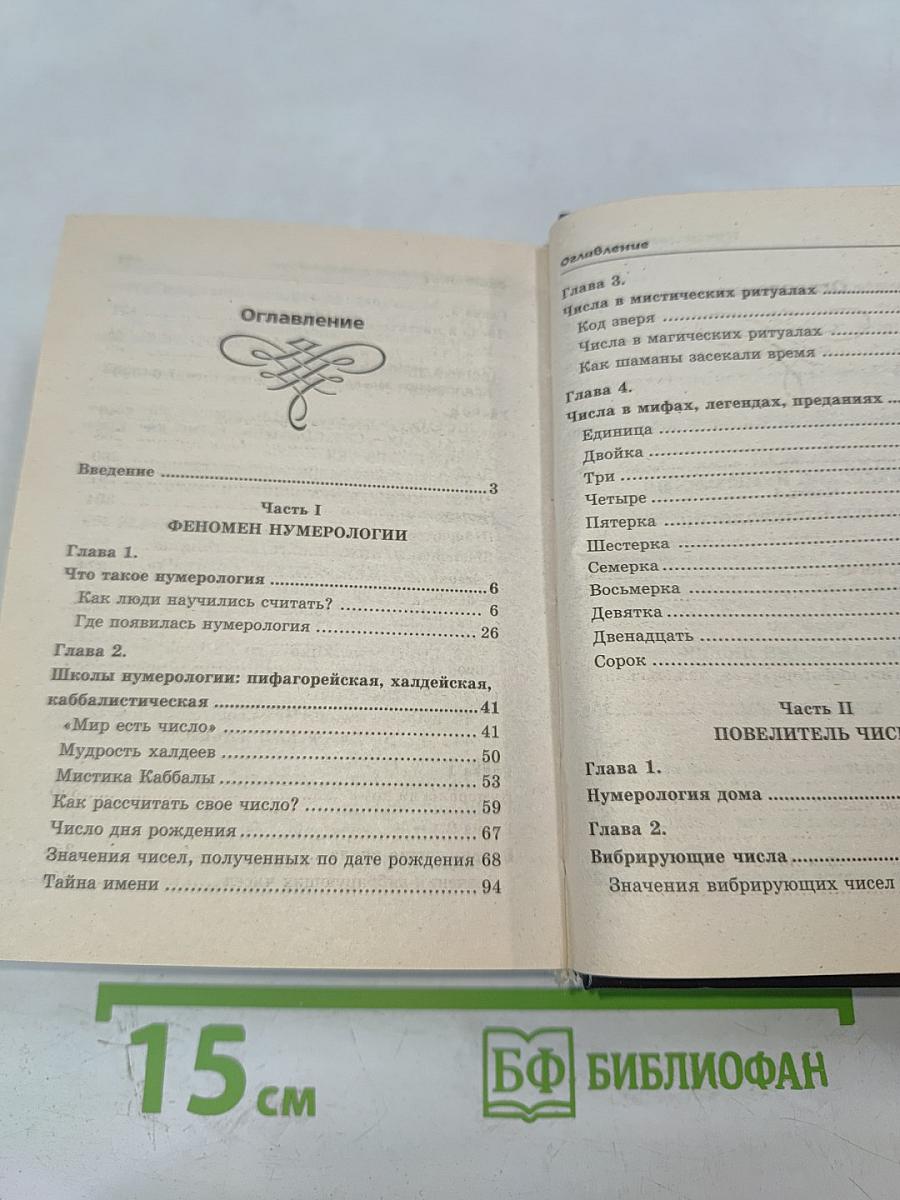 Оглавление
Введение ..... 3
Часть I
ФЕНОМЕН НУМЕРОЛОГИИ
Глава 1.
Что такое нумерология ..... 6
Как люди научились считать? ..... 6
Где появилась нумерология ..... 26
Глава 2.
Школы нумерологии: пифагорейская, халдейская,
каббалистическая ..... 41
«Мир есть число» ..... 41
Мудрость халдеев ..... 50
Мистика Каббалы ..... 53
Как рассчитать свое число? ..... 59
Число дня рождения ..... 67
Значения чисел, полученных по дате рождения 68
Тайна имени ..... 94
Оглавление
Глава 3.
Числа в мистических ритуалах .....
Код зверя .....
Числа в магических ритуалах .....
Как шаманы засекали время .....
Глава 4.
Числа в мифах, легендах, преданиях .....
Единица .....
Двойка .....
Три .....
Четыре .....
Пятерка .....
Шестерка .....
Семерка .....
Восьмерка .....
Девятка .....
Двенадцать .....
Сорок .....
Часть II
ПОВЕЛИТЕЛЬ ЧИС
Глава 1.
Нумерология дома .....
Глава 2.
Вибрирующие числа .....
Значения вибрирующих чисел
15 см
БФ БИБЛИОФАН